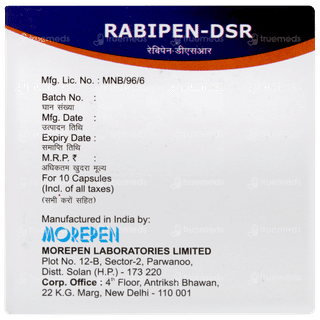 RABIPEN-DSR
रेबिपेन-डीएसआर
Mfg. Lic. No. : MNB/96/6
Batch No. :
घान संख्या
Mfg. Date :
उत्पादन तिथि
Expiry Date :
समाप्ति तिथि
M.R.P. ₹ :
अधिकतम खुदरा मूल्य
For 10 Capsules
(Incl. of all taxes)
(सभी करों सहित)
Manufactured in India by:
MOREPEN
MOREPEN LABORATORIES LIMITED
Plot No. 12-B, Sector-2, Parwanoo,
Distt. Solan (H.P.) - 173 220
Corp. Office : 4th Floor, Antriksh Bhawan,
22 K.G. Marg, New Delhi - 110 001
truemeds